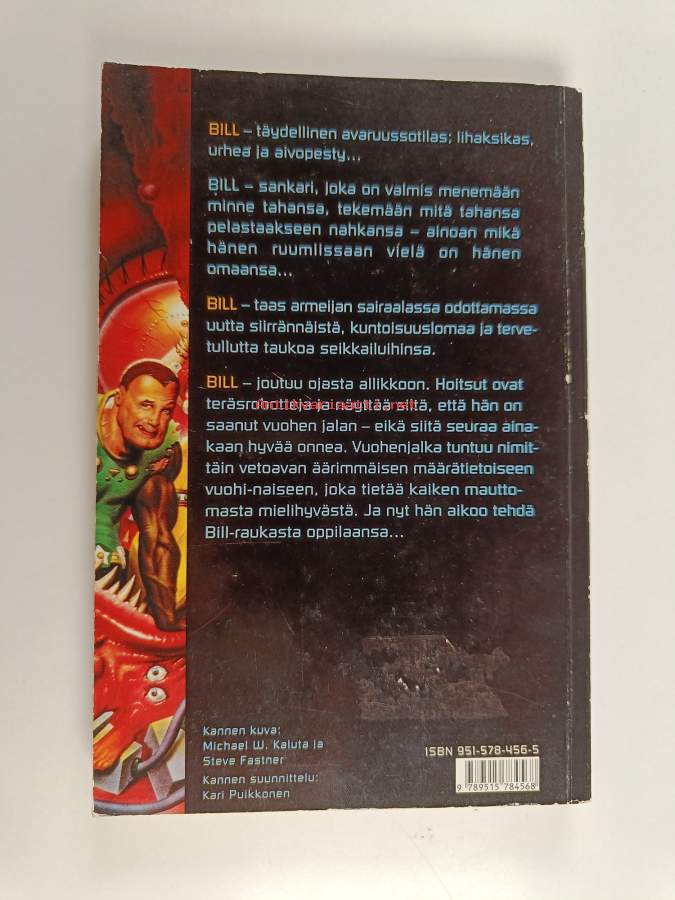 BILL – täydellinen avaruussotilas; lihaksikas,
urhea ja aivopesty...
BILL – sankari, joka on valmis menemään
minne tahansa, tekemään mitä tahansa
pelastaakseen nahkansa – ainoan mikä
hänen ruumiissaan vielä on hänen
omaansa...
BILL – taas armeijan sairaalassa odottamassa
uutta siirrännäistä, kuntoisuuslomaa ja terve-
tullutta taukoa seikkailuihinsa.
BILL – joutuu ojasta allikkoon. Hoitsut ovat
teräsrobotteja ja näyttää siltä, että hän on
saanut vuohen jalan – eikä siitä seuraa aina-
kaan hyvää onnea. Vuohenjalka tuntuu nimit-
täin vetoavan äärimmäisen määrätietoiseen
vuohi-naiseen, joka tietää kaiken mautto-
masta mielihyvästä. Ja nyt hän aikoo tehdä
Bill-raukasta oppilaansa...
Kannen kuva:
Michael W. Kaluta ja
Steve Fastner
Kannen suunnittelu:
Kari Puikkonen
ISBN 951-578-456-5
9 789515 784568